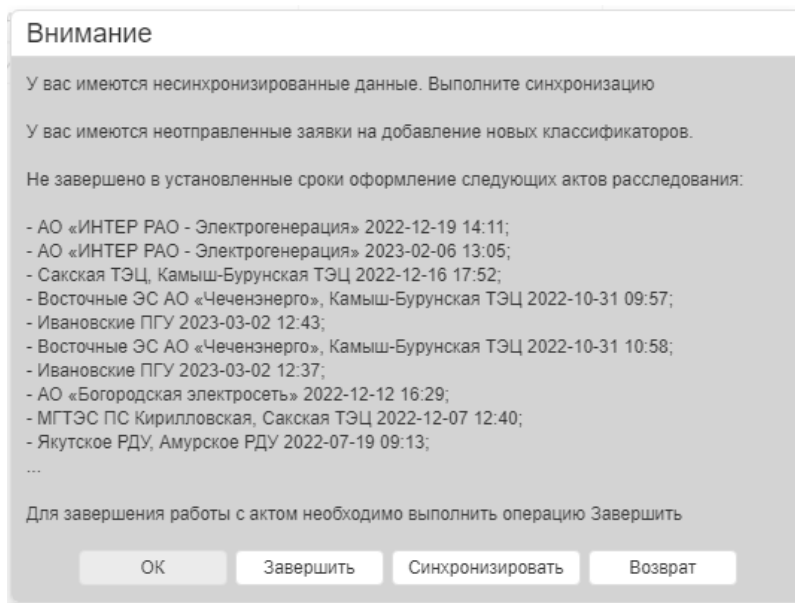 Внимание
У вас имеются несинхронизированные данные. Выполните синхронизацию
У вас имеются неотправленные заявки на добавление новых классификаторов.
Не завершено в установленные сроки оформление следующих актов расследования:
- АО «ИНТЕР РАО - Электрогенерация» 2022-12-19 14:11;
- АО «ИНТЕР РАО - Электрогенерация» 2023-02-06 13:05;
- Сакская ТЭЦ, Камыш-Бурунская ТЭЦ 2022-12-16 17:52;
- Восточные ЭС АО «Чеченэнерго», Камыш-Бурунская ТЭЦ 2022-10-31 09:57;
- Ивановские ПГУ 2023-03-02 12:43;
- Восточные ЭС АО «Чеченэнерго», Камыш-Бурунская ТЭЦ 2022-10-31 10:58;
- Ивановские ПГУ 2023-03-02 12:37;
- АО «Богородская электросеть» 2022-12-12 16:29;
- МГТЭС ПС Кирилловская, Сакская ТЭЦ 2022-12-07 12:40;
- Якутское РДУ, Амурское РДУ 2022-07-19 09:13;
...
Для завершения работы с актом необходимо выполнить операцию Завершить
ОК Завершить Синхронизировать Возврат